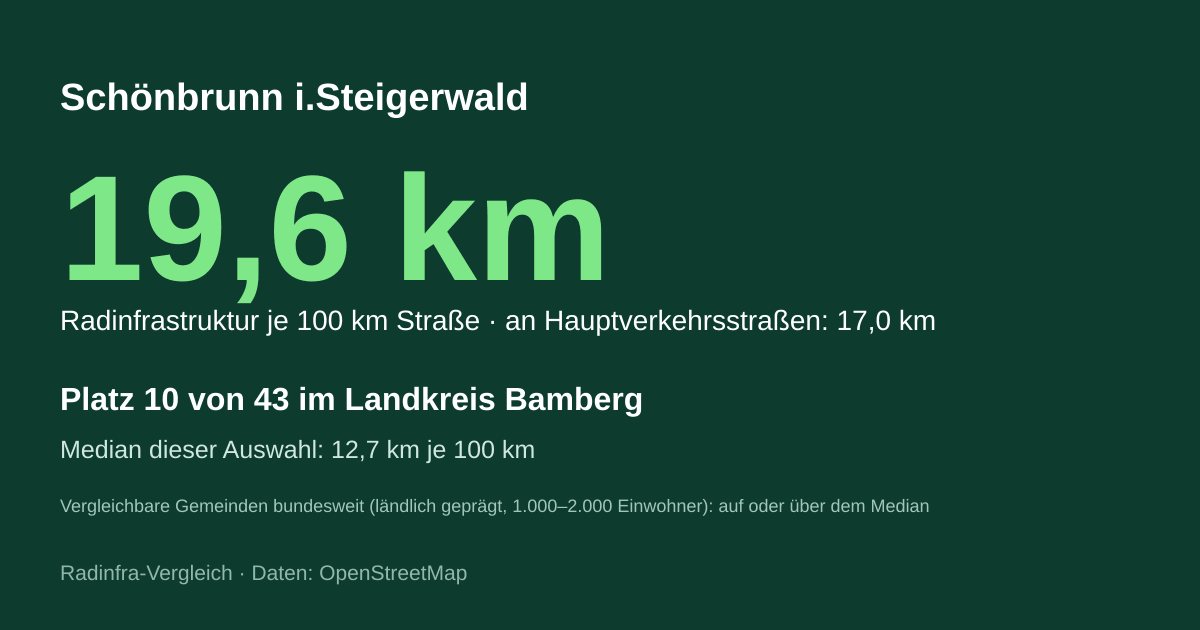 Schönbrunn i.Steigerwald
19,6 km
Radinfrastruktur je 100 km Straße · an Hauptverkehrsstraßen: 17,0 km
Platz 10 von 43 im Landkreis Bamberg
Median dieser Auswahl: 12,7 km je 100 km
Vergleichbare Gemeinden bundesweit (ländlich geprägt, 1.000–2.000 Einwohner): auf oder über dem Median
Radinfra-Vergleich · Daten: OpenStreetMap